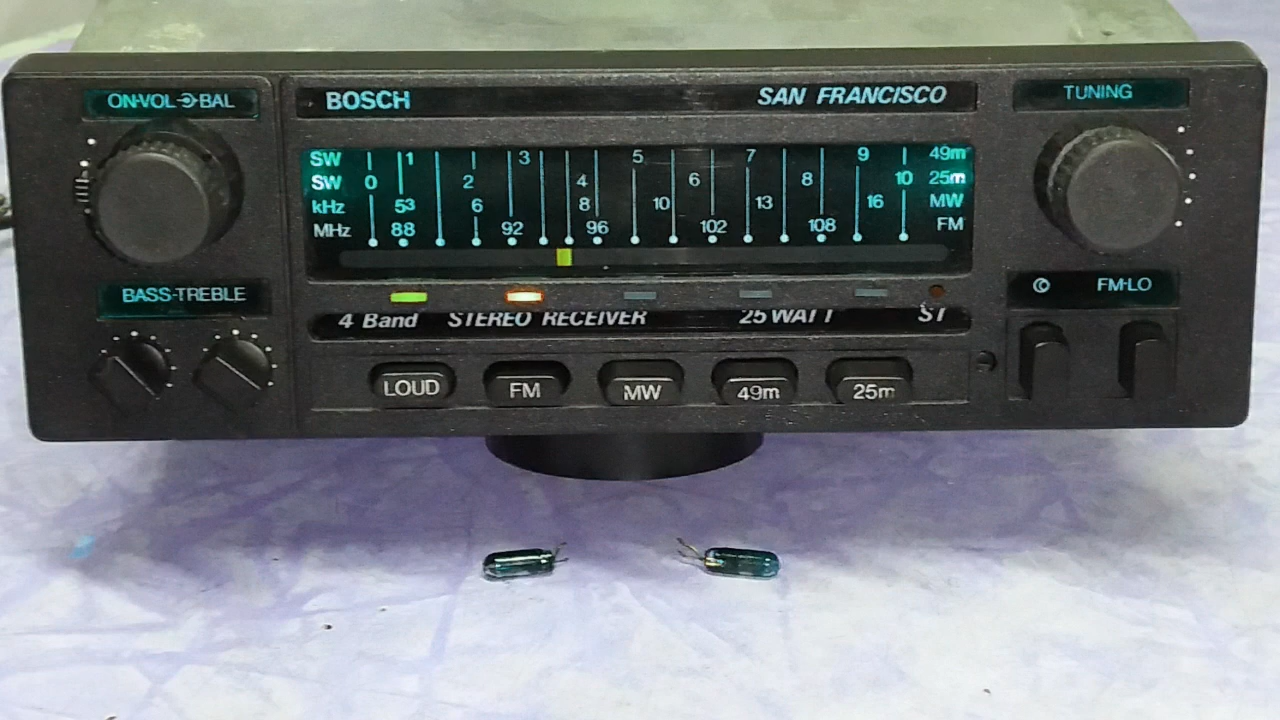 ON•VOL BAL
BOSCH SAN FRANCISCO
TUNING
SW 1 3 5 7 9 49m
SW 0 2 4 6 8 10 25m
kHz 53 6 8 10 13 16 MW
MHz 88 92 96 102 108 FM
BASS-TREBLE
FM-LO
4 Band STEREO RECEIVER 25 WATT ST
LOUD FM MW 49m 25m